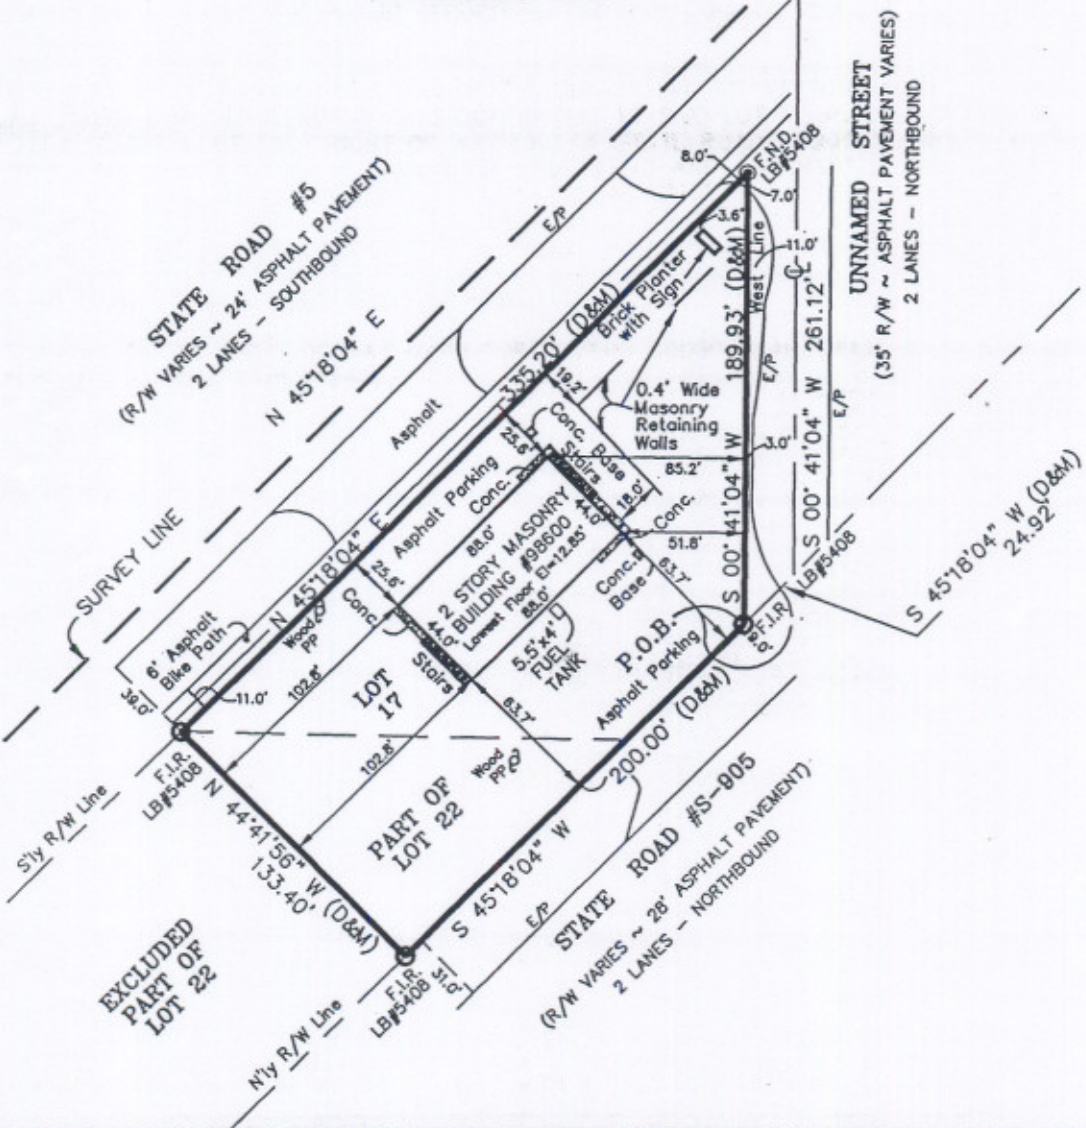 STATE ROAD #5
(R/W VARIES ~ 24' ASPHALT PAVEMENT)
2 LANES - SOUTHBOUND
N 45°18'04" E
SURVEY LINE
E/P
Asphalt
8.0'
F.N.D.
LB#5408
7.0'
3.6'
11.0'
West Line
℄
UNNAMED STREET
(35' R/W ~ ASPHALT PAVEMENT VARIES)
2 LANES - NORTHBOUND
S 00°41'04" W 261.12'
E/P
S 00°41'04" W 189.93' (D&M)
E/P
3.0'
N 45°18'04" E
335.20' (D&M)
Brick Planter
with Sign
0.4' Wide
Masonry
Retaining
Walls
19.2'
25.6'
Conc. Base
Stairs
85.2'
18.0'
44.0'
Conc.
51.8'
63.7'
Asphalt Parking
Conc.
88.0'
2 STORY MASONRY
BUILDING #98600
Lowest Floor El=12.85'
88.0'
Conc.
Base
5.5'x4'
FUEL
TANK
25.6'
Conc.
44.0'
Stairs
6' Asphalt
Bike Path
39.0'
11.0'
Wood
PP
102.8'
LOT
17
102.8'
63.7'
Wood
PP
P.O.B.
Asphalt Parking
200.00' (D&M)
F.I.R.
LB#5408
S 45°18'04" W (D&M)
24.92'
F.I.R.
LB#5408
S'ly R/W Line
N 44°41'56" W (D&M)
133.40'
PART OF
LOT 22
EXCLUDED
PART OF
LOT 22
S 45°18'04" W
E/P
STATE ROAD #S-905
(R/W VARIES ~ 28' ASPHALT PAVEMENT)
2 LANES - NORTHBOUND
31.0'
F.I.R.
LB#5408
N'ly R/W Line